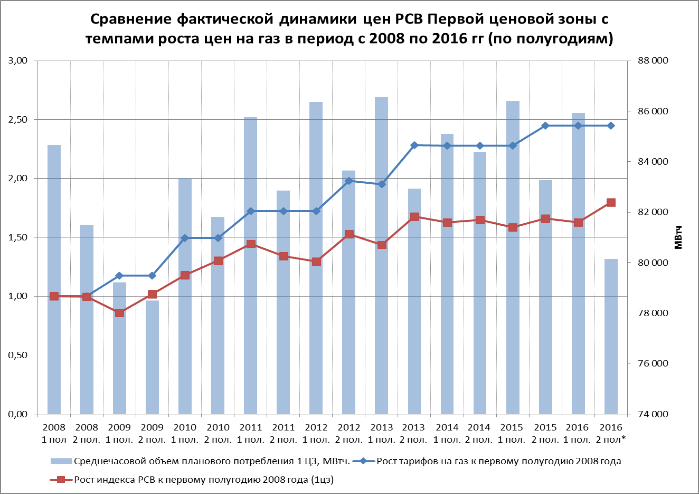 Сравнение фактической динамики цен РСВ Первой ценовой зоны с
темпами роста цен на газ в период с 2008 по 2016 гг (по полугодиям)
3,00
2,50
2,00
1,50
1,00
0,50
0,00
88 000
86 000
84 000
82 000
80 000
78 000
76 000
74 000
МВтч
2008 2008 2009 2009 2010 2010 2011 2011 2012 2012 2013 2013 2014 2014 2015 2015 2016 2016
1 пол. 2 пол. 1 пол. 2 пол. 1 пол. 2 пол. 1 пол. 2 пол. 1 пол. 2 пол. 1 пол. 2 пол. 1 пол. 2 пол. 1 пол. 2 пол. 1 пол. 2 пол*
Среднечасовой объем планового потребления 1 ЦЗ, МВтч.
Рост тарифов на газ к первому полугодию 2008 года
Рост индекса РСВ к первому полугодию 2008 года (1цз)